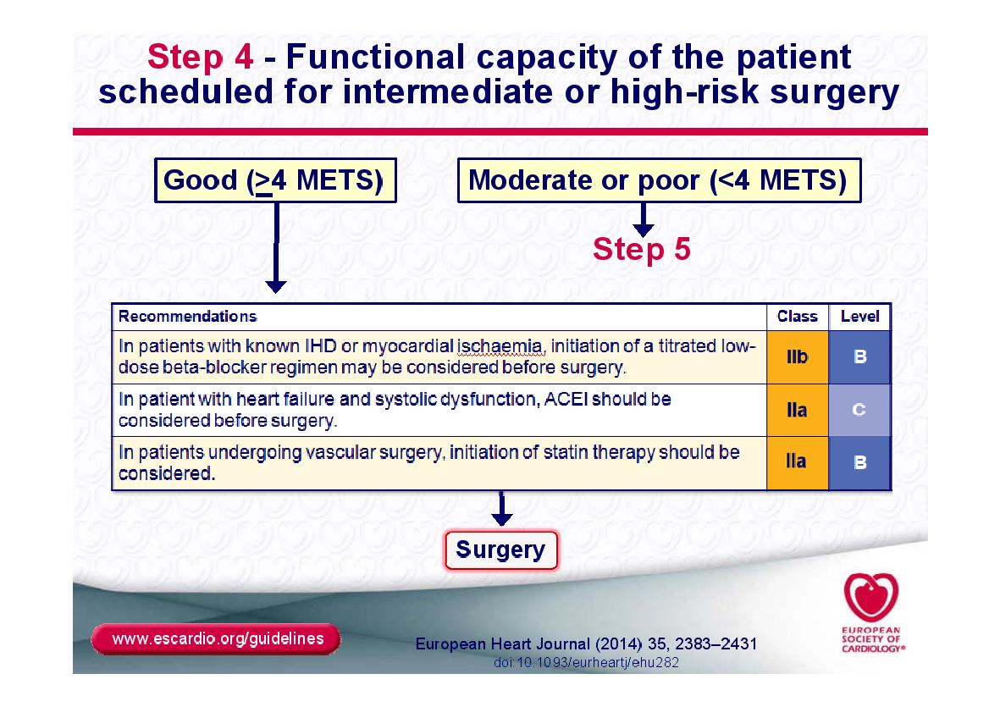 Step 4 - Functional capacity of the patient
scheduled for intermediate or high-risk surgery
Good (≥4 METS)
Moderate or poor (<4 METS)
Step 5
Recommendations Class Level
In patients with known IHD or myocardial ischaemia, initiation of a titrated low-
dose beta-blocker regimen may be considered before surgery.
IIb B
In patient with heart failure and systolic dysfunction, ACEI should be
considered before surgery.
IIa C
In patients undergoing vascular surgery, initiation of statin therapy should be
considered.
IIa B
Surgery
www.escardio.org/guidelines
European Heart Journal (2014) 35, 2383–2431
doi:10.1093/eurheartj/ehu282
EUROPEAN
SOCIETY OF
CARDIOLOGY®